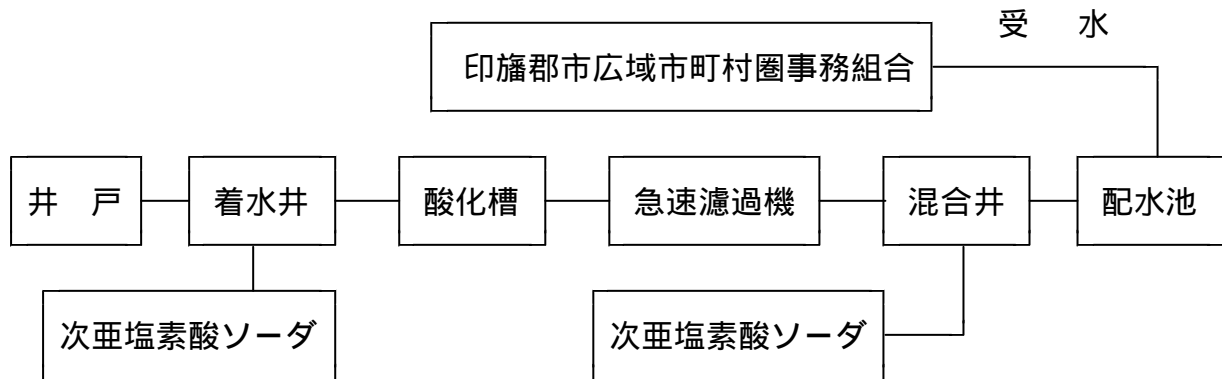 受 水
印旛郡市広域市町村圏事務組合
井 戸
着水井
酸化槽
急速濾過機
混合井
配水池
次亜塩素酸ソーダ
次亜塩素酸ソーダ